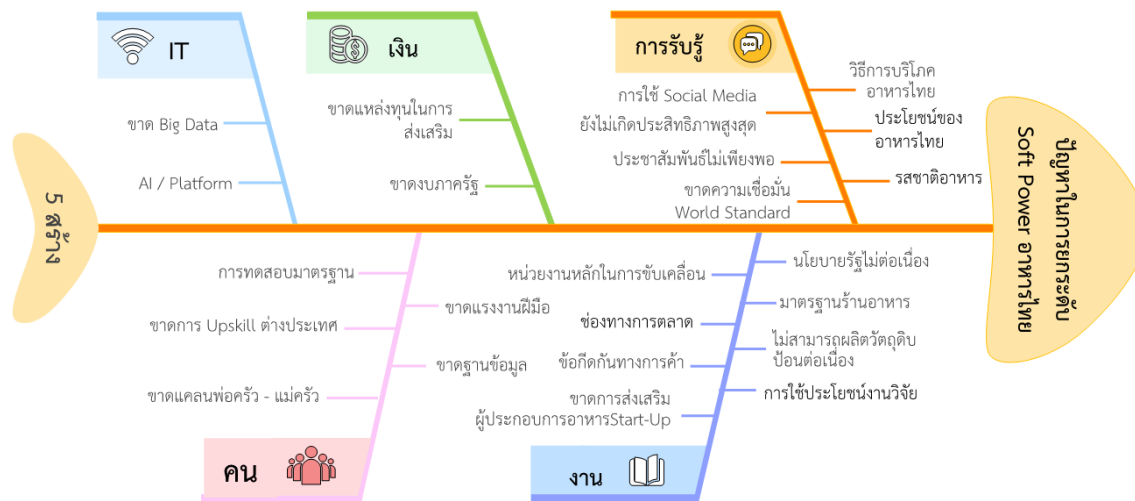 IT
ขาด Big Data
AI / Platform
เงิน
ขาดแหล่งทุนในการ
ส่งเสริม
ขาดงบภาครัฐ
การรับรู้
การใช้ Social Media
ยังไม่เกิดประสิทธิภาพสูงสุด
ประชาสัมพันธ์ไม่เพียงพอ
ขาดความเชื่อมั่น
World Standard
วิธีการบริโภค
อาหารไทย
ประโยชน์ของ
อาหารไทย
รสชาติอาหาร
ปัญหาในการยกระดับ
Soft Power อาหารไทย
5 สร้าง
การทดสอบมาตรฐาน
ขาดการ Upskill ต่างประเทศ
ขาดแคลนพ่อครัว - แม่ครัว
ขาดแรงงานฝีมือ
ขาดฐานข้อมูล
คน
หน่วยงานหลักในการขับเคลื่อน
ช่องทางการตลาด
ข้อกีดกันทางการค้า
ขาดการส่งเสริม
ผู้ประกอบการอาหารStart-Up
นโยบายรัฐไม่ต่อเนื่อง
มาตรฐานร้านอาหาร
ไม่สามารถผลิตวัตถุดิบ
ป้อนต่อเนื่อง
การใช้ประโยชน์งานวิจัย
งาน